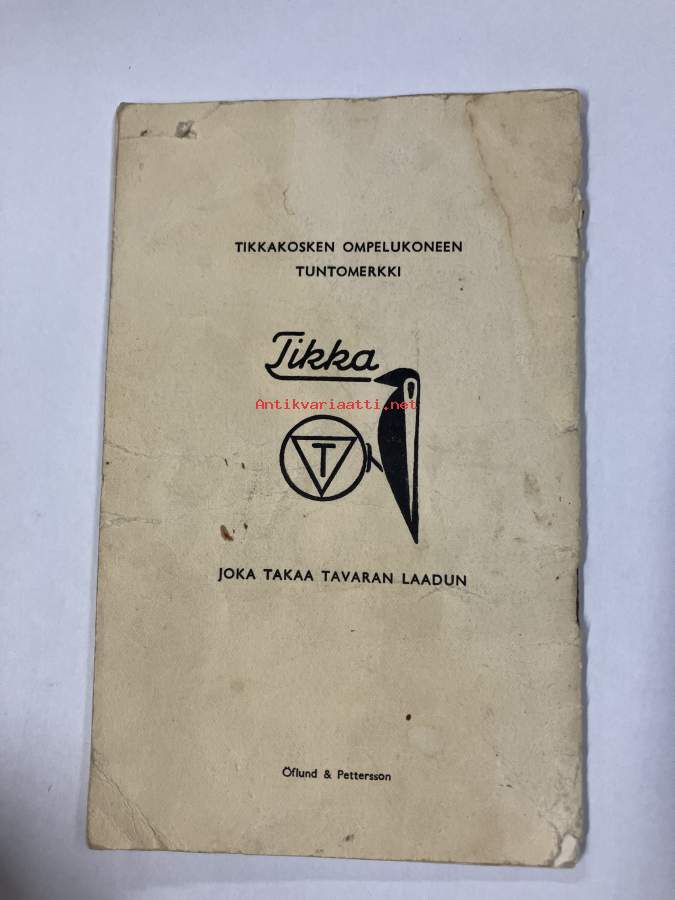 TIKKAKOSKEN OMPELUKONEEN
TUNTOMERKKI
Tikka
Antikvariaatti.net
T
JOKA TAKAA TAVARAN LAADUN
Öflund & Pettersson